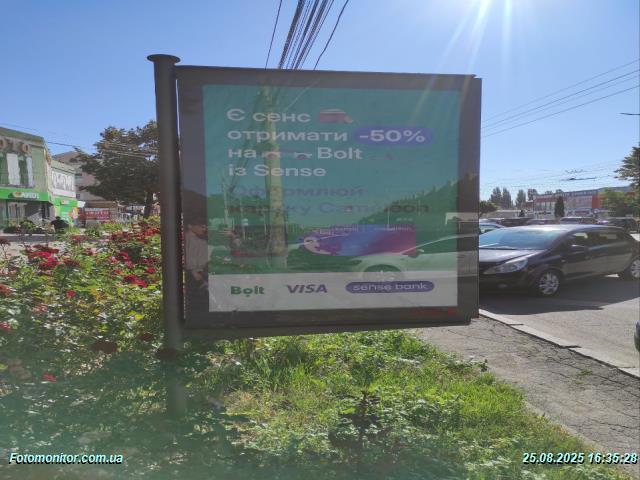 Є сенс
отримати -50%
на Bolt
із Sense
Оформлюй
Bolt VISA sense bank
Fotomonitor.com.ua
25.08.2025 16:35:28